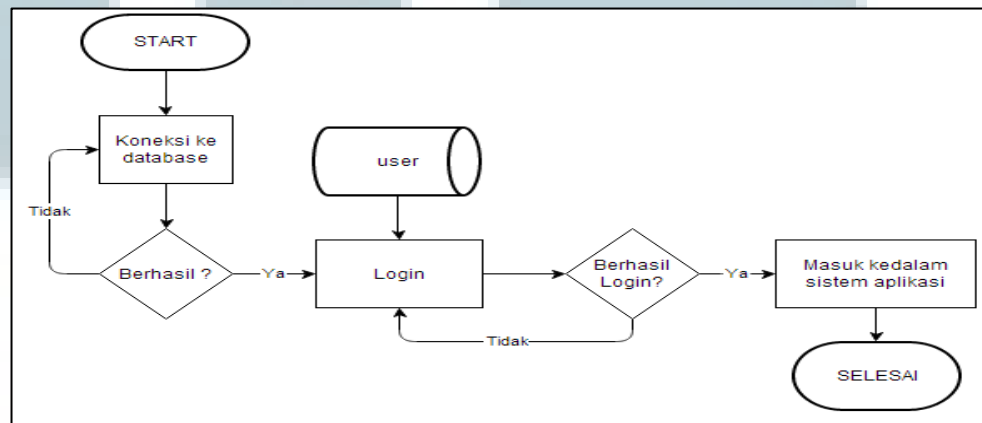 START
Koneksi ke
database
Tidak
Berhasil ?
Ya
user
Login
Berhasil
Login?
Tidak
Ya
Masuk kedalam
sistem aplikasi
SELESAI